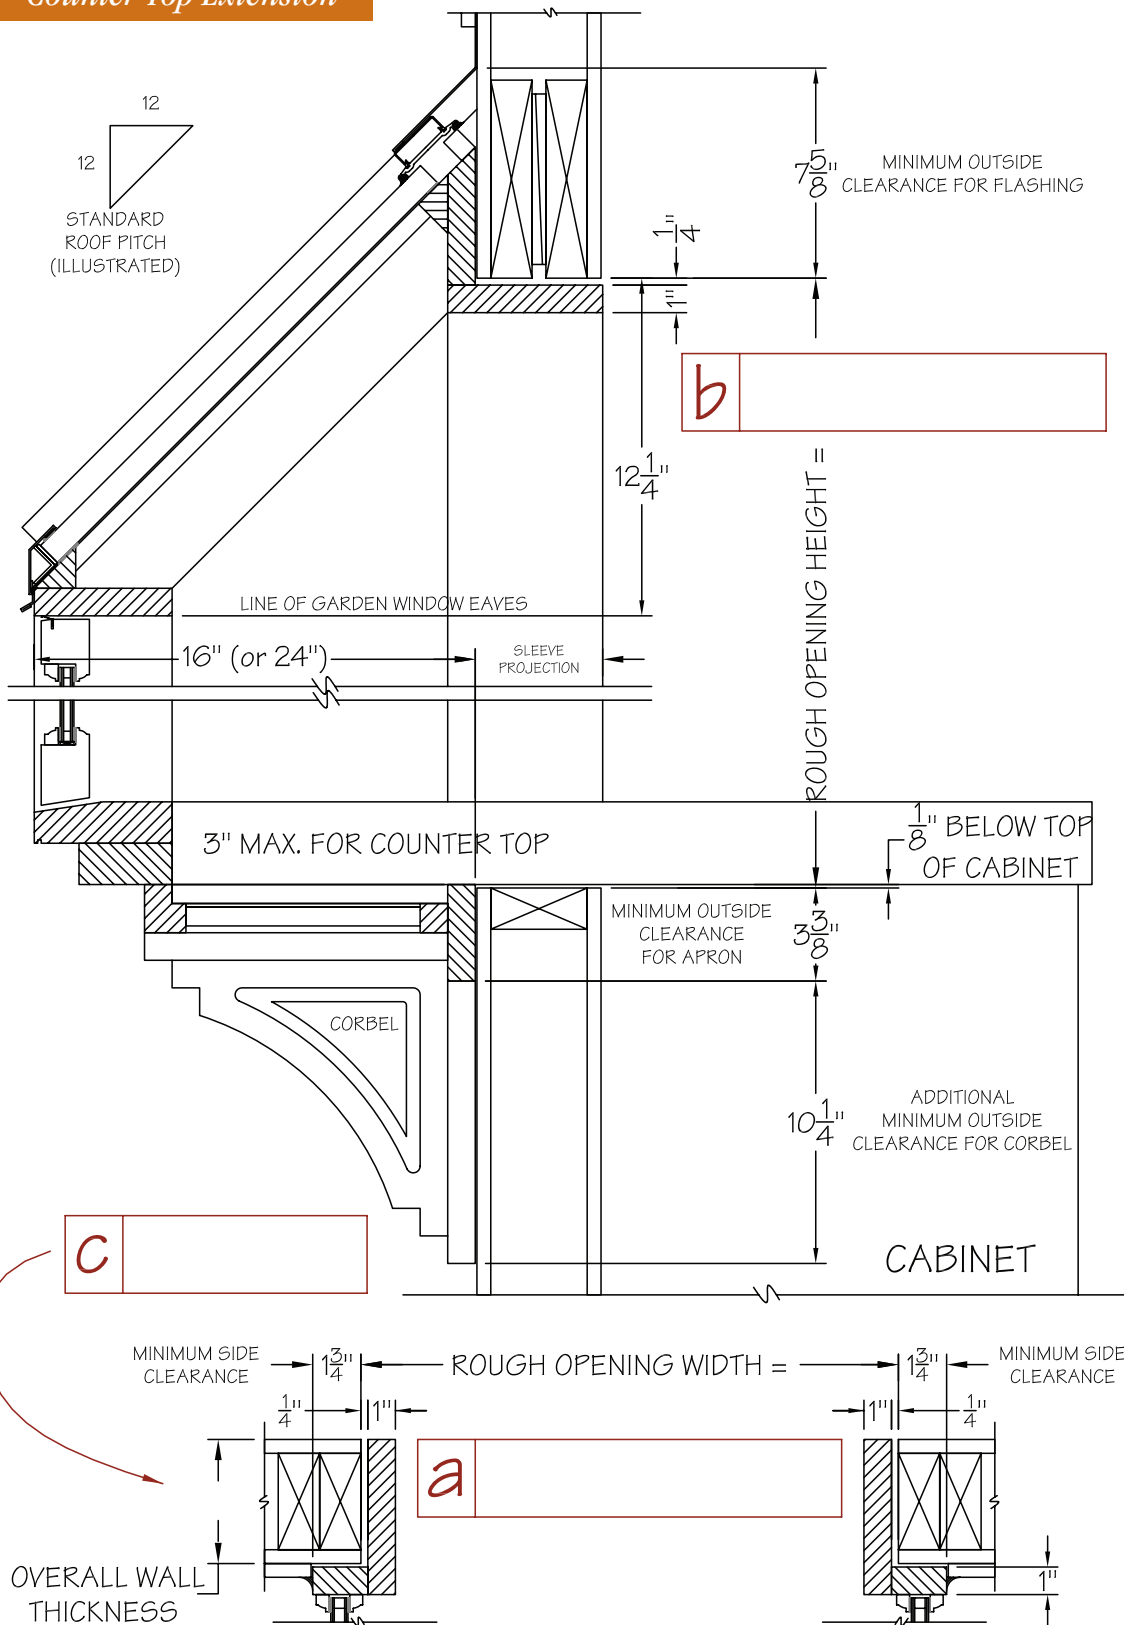 Counter Top Extension
12
12
STANDARD
ROOF PITCH
(ILLUSTRATED)
7 5/8"
MINIMUM OUTSIDE
CLEARANCE FOR FLASHING
1/4"
1"
b
12 1/4"
ROUGH OPENING HEIGHT =
LINE OF GARDEN WINDOW EAVES
16" (or 24")
SLEEVE
PROJECTION
3" MAX. FOR COUNTER TOP
1/8" BELOW TOP
OF CABINET
MINIMUM OUTSIDE
CLEARANCE
FOR APRON
3 3/8"
CORBEL
10 1/4"
ADDITIONAL
MINIMUM OUTSIDE
CLEARANCE FOR CORBEL
c
CABINET
MINIMUM SIDE
CLEARANCE
1 3/4"
ROUGH OPENING WIDTH =
1 3/4"
MINIMUM SIDE
CLEARANCE
1/4"
1"
1"
1/4"
a
OVERALL WALL
THICKNESS
1"